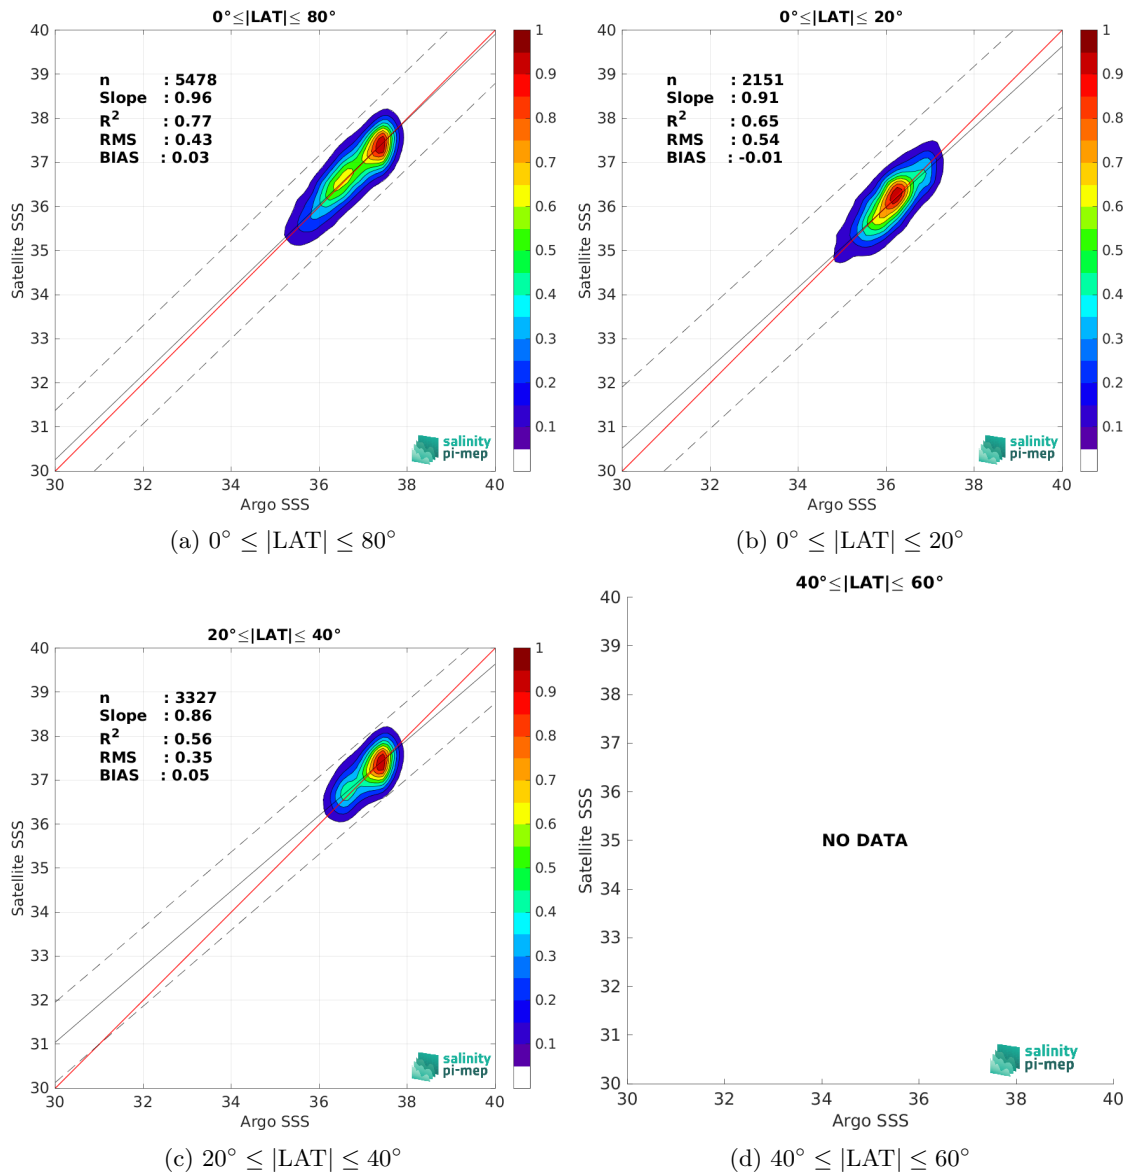 0°≤|LAT|≤ 80°
40
39
38
37
36
35
34
33
32
31
30
Satellite SSS
n : 5478
Slope : 0.96
R2 : 0.77
RMS : 0.43
BIAS : 0.03
salinity
pi-mep
30 32 34 36 38 40
Argo SSS
1
0.9
0.8
0.7
0.6
0.5
0.4
0.3
0.2
0.1
(a) 0° ≤ |LAT| ≤ 80°
0°≤|LAT|≤ 20°
40
39
38
37
36
35
34
33
32
31
30
Satellite SSS
n : 2151
Slope : 0.91
R2 : 0.65
RMS : 0.54
BIAS : -0.01
salinity
pi-mep
30 32 34 36 38 40
Argo SSS
1
0.9
0.8
0.7
0.6
0.5
0.4
0.3
0.2
0.1
(b) 0° ≤ |LAT| ≤ 20°
20°≤|LAT|≤ 40°
40
39
38
37
36
35
34
33
32
31
30
Satellite SSS
n : 3327
Slope : 0.86
R2 : 0.56
RMS : 0.35
BIAS : 0.05
salinity
pi-mep
30 32 34 36 38 40
Argo SSS
1
0.9
0.8
0.7
0.6
0.5
0.4
0.3
0.2
0.1
(c) 20° ≤ |LAT| ≤ 40°
40°≤|LAT|≤ 60°
40
39
38
37
36
35
34
33
32
31
30
Satellite SSS
NO DATA
salinity
pi-mep
30 32 34 36 38 40
Argo SSS
(d) 40° ≤ |LAT| ≤ 60°